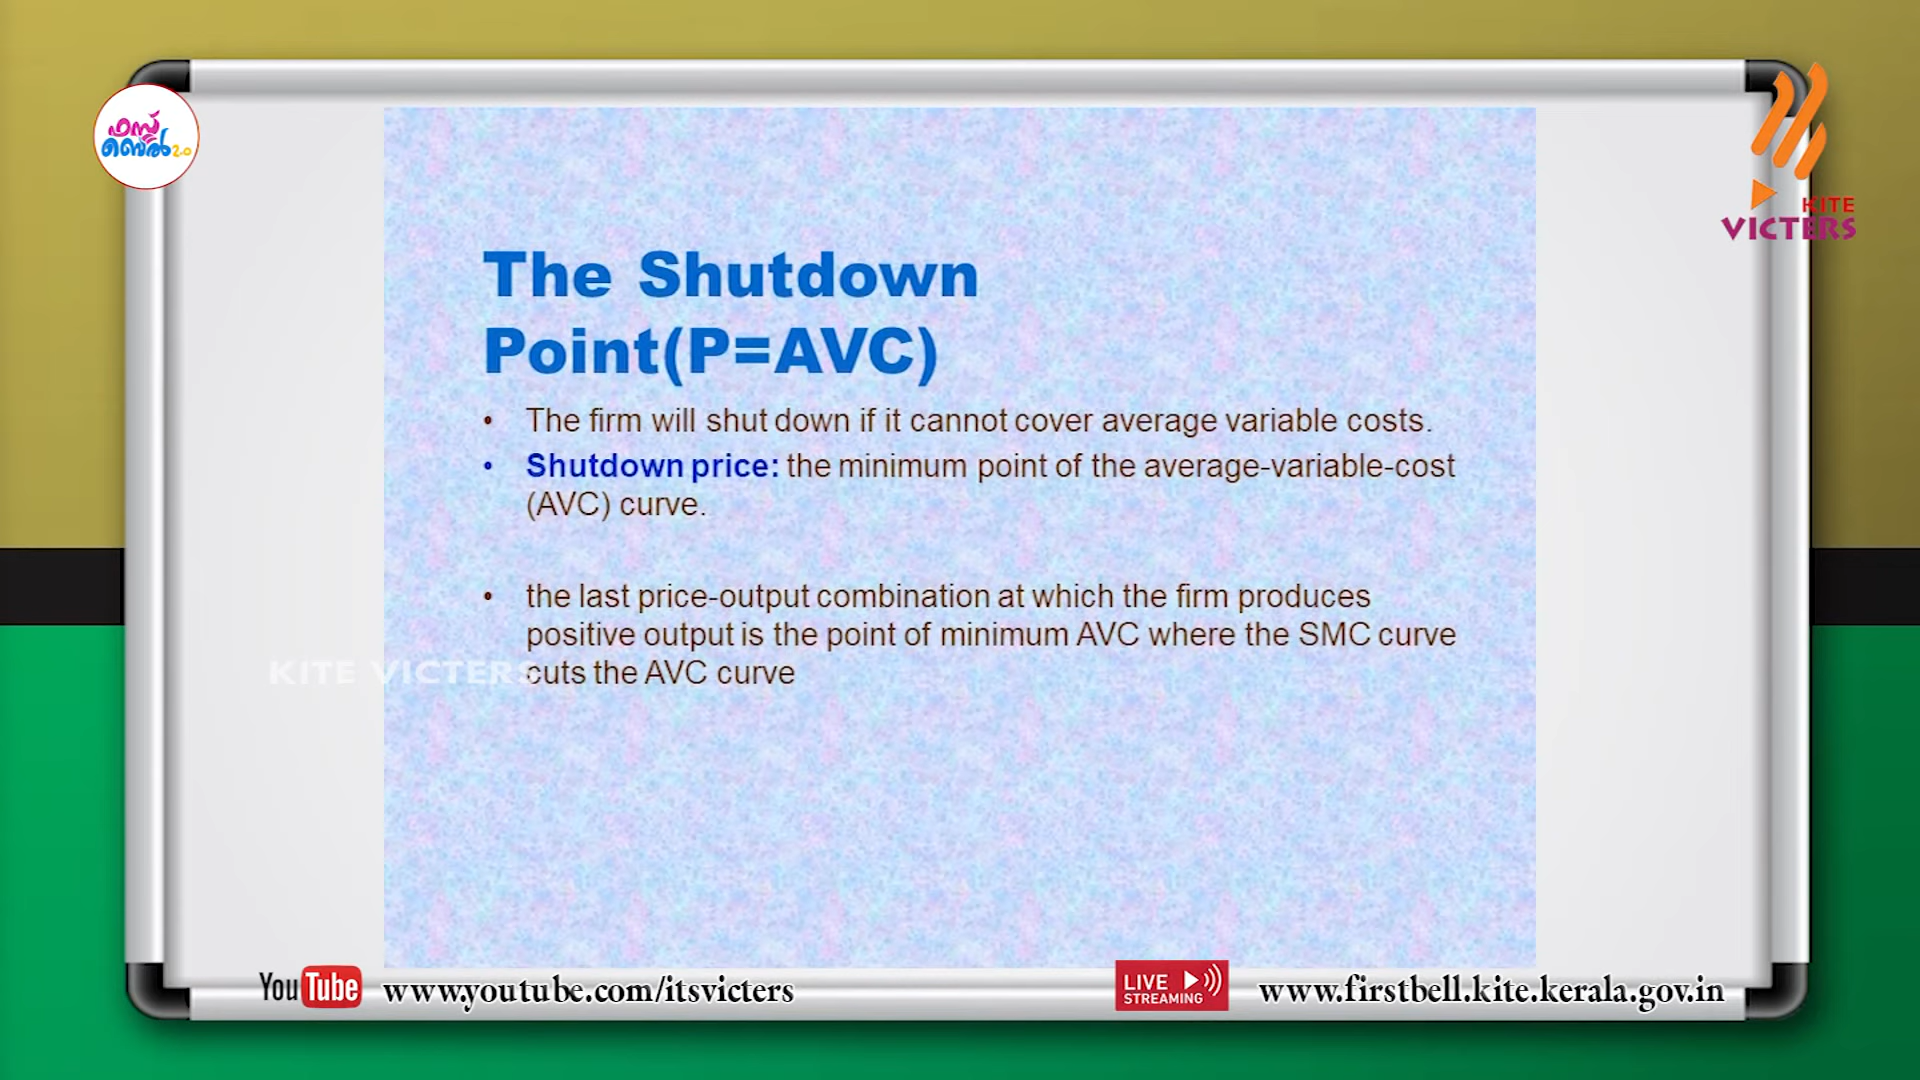 ഫസ്റ്റ്
ബെൽ 2.0
KITE
VICTERS
The Shutdown
Point(P=AVC)
• The firm will shut down if it cannot cover average variable costs.
• Shutdown price: the minimum point of the average-variable-cost
(AVC) curve.
• the last price-output combination at which the firm produces
positive output is the point of minimum AVC where the SMC curve
cuts the AVC curve
KITE VICTERS
YouTube www.youtube.com/itsvicters
LIVE
STREAMING
www.firstbell.kite.kerala.gov.in